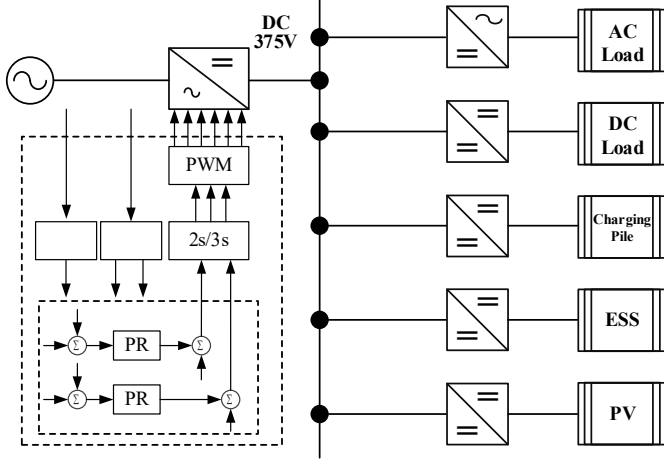 DC
375V
AC
Load
DC
Load
PWM
2s/3s
Charging
Pile
ESS
Σ
PR
Σ
Σ
PR
Σ
PV